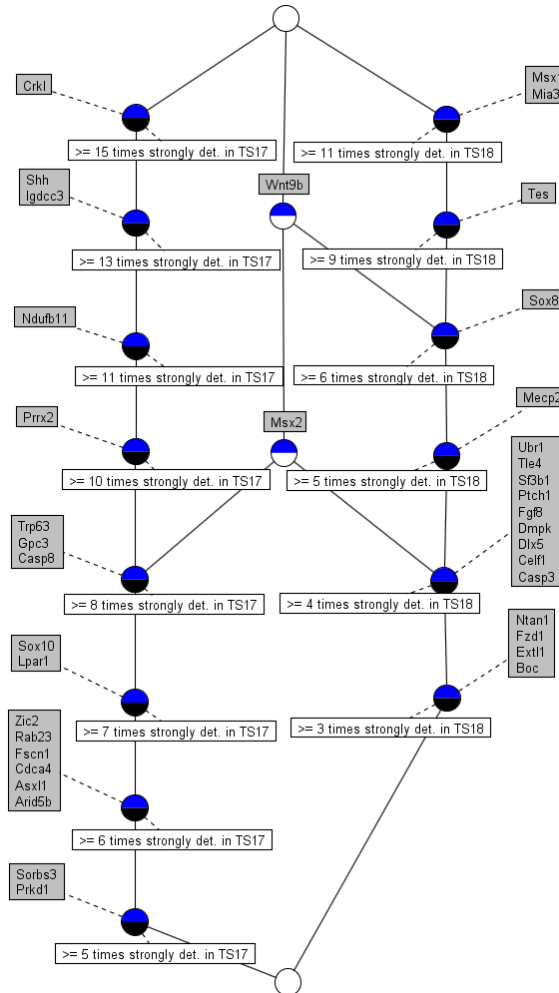 Crkl
Msx1
Mia3
>= 15 times strongly det. in TS17
>= 11 times strongly det. in TS18
Shh
Igdcc3
Wnt9b
Tes
>= 13 times strongly det. in TS17
>= 9 times strongly det. in TS18
Ndufb11
Sox8
>= 11 times strongly det. in TS17
>= 6 times strongly det. in TS18
Prrx2
Msx2
Mecp2
>= 10 times strongly det. in TS17
>= 5 times strongly det. in TS18
Trp63
Gpc3
Casp8
Ubr1
Tle4
Sf3b1
Ptch1
Fgf8
Dmpk
Dlx5
Celf1
Casp3
>= 8 times strongly det. in TS17
>= 4 times strongly det. in TS18
Sox10
Lpar1
Ntan1
Fzd1
Extl1
Boc
>= 7 times strongly det. in TS17
>= 3 times strongly det. in TS18
Zic2
Rab23
Fscn1
Cdca4
Asxl1
Arid5b
>= 6 times strongly det. in TS17
Sorbs3
Prkd1
>= 5 times strongly det. in TS17